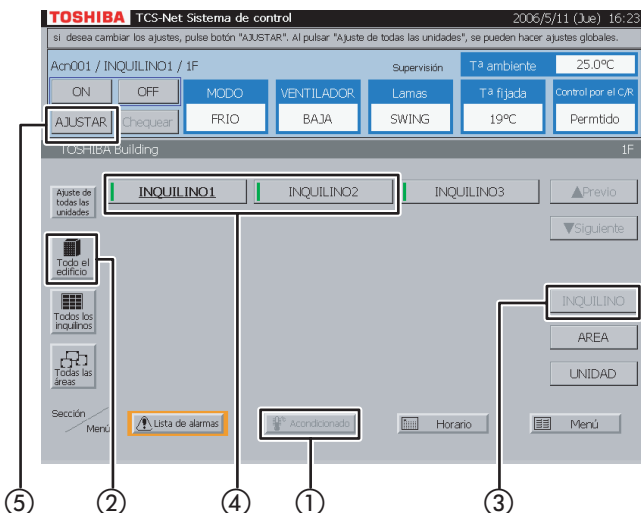 TOSHIBA TCS-Net Sistema de control 2006/5/11 (Jue) 16:23
si desea cambiar los ajustes, pulse botón "AJUSTAR". Al pulsar "Ajuste de todas las unidades", se pueden hacer ajustes globales.
Acn001 / INQUILINO1 / 1F Supervisión Tª ambiente 25.0ºC
ON OFF MODO VENTILADOR Lamas Tª fijada Control por el C/R
AJUSTAR Chequear FRIO BAJA SWING 19ºC Permtido
TOSHIBA Building 1F
Ajuste de
todas las
unidades
INQUILINO1 INQUILINO2 INQUILINO3 ▲Previo
▼Siguiente
Todo el
edificio
Todos los
inquilinos
INQUILINO
AREA
Todas las
áreas
UNIDAD
Sección
Menú
Lista de alarmas Acondicionado Horario Menú
⑤ ② ④ ① ③